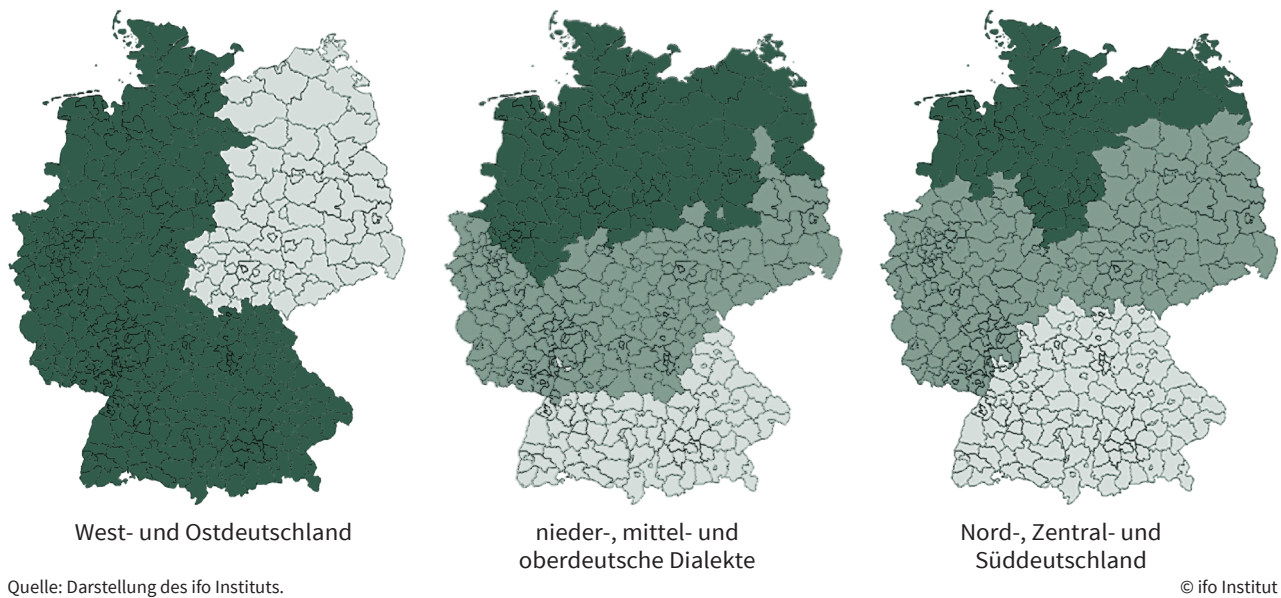 West- und Ostdeutschland
nieder-, mittel- und
oberdeutsche Dialekte
Nord-, Zentral- und
Süddeutschland
Quelle: Darstellung des ifo Instituts.
© ifo Institut